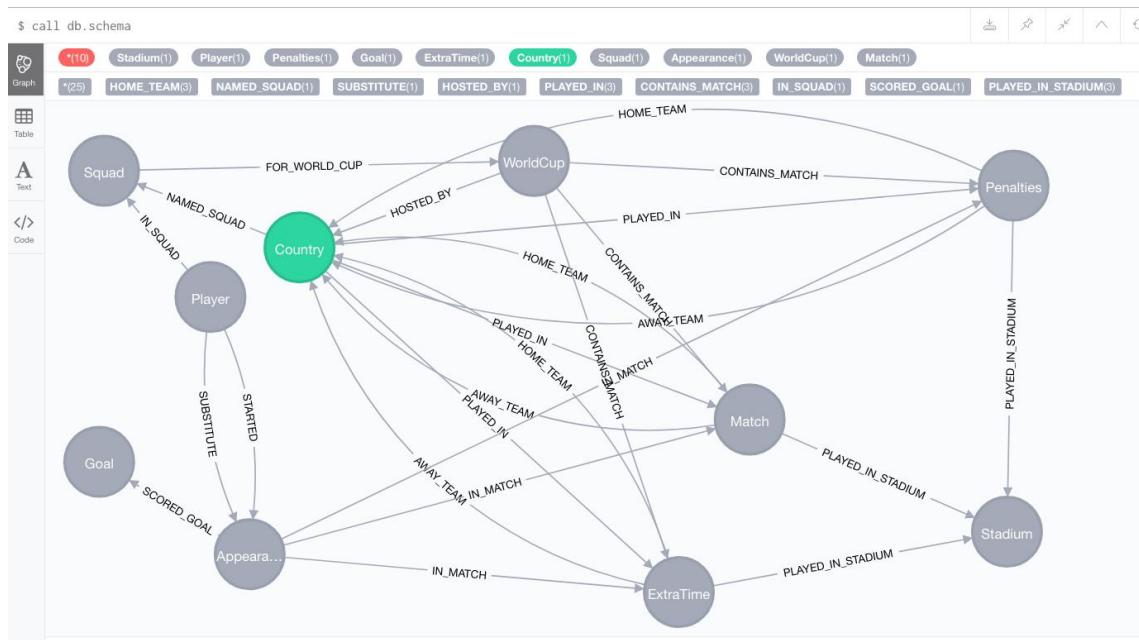 $ call db.schema
*(10) Stadium(1) Player(1) Penalties(1) Goal(1) ExtraTime(1) Country(1) Squad(1) Appearance(1) WorldCup(1) Match(1)
Graph
*(25) HOME_TEAM(3) NAMED_SQUAD(1) SUBSTITUTE(1) HOSTED_BY(1) PLAYED_IN(3) CONTAINS_MATCH(3) IN_SQUAD(1) SCORED_GOAL(1) PLAYED_IN_STADIUM(3)
Table
A
Text
</>
Code
HOME_TEAM
Squad
FOR_WORLD_CUP
WorldCup
CONTAINS_MATCH
Penalties
NAMED_SQUAD
HOSTED_BY
PLAYED_IN
IN_SQUAD
Country
HOME_TEAM
CONTAINS_MATCH
Player
PLAYED_IN
AWAY_TEAM
CONTAINS_MATCH
HOME_TEAM
IN_MATCH
PLAYED_IN_STADIUM
SUBSTITUTE
STARTED
AWAY_TEAM
PLAYED_IN
Match
Goal
AWAY_TEAM
IN_MATCH
PLAYED_IN_STADIUM
SCORED_GOAL
Stadium
Appeara...
IN_MATCH
PLAYED_IN_STADIUM
ExtraTime